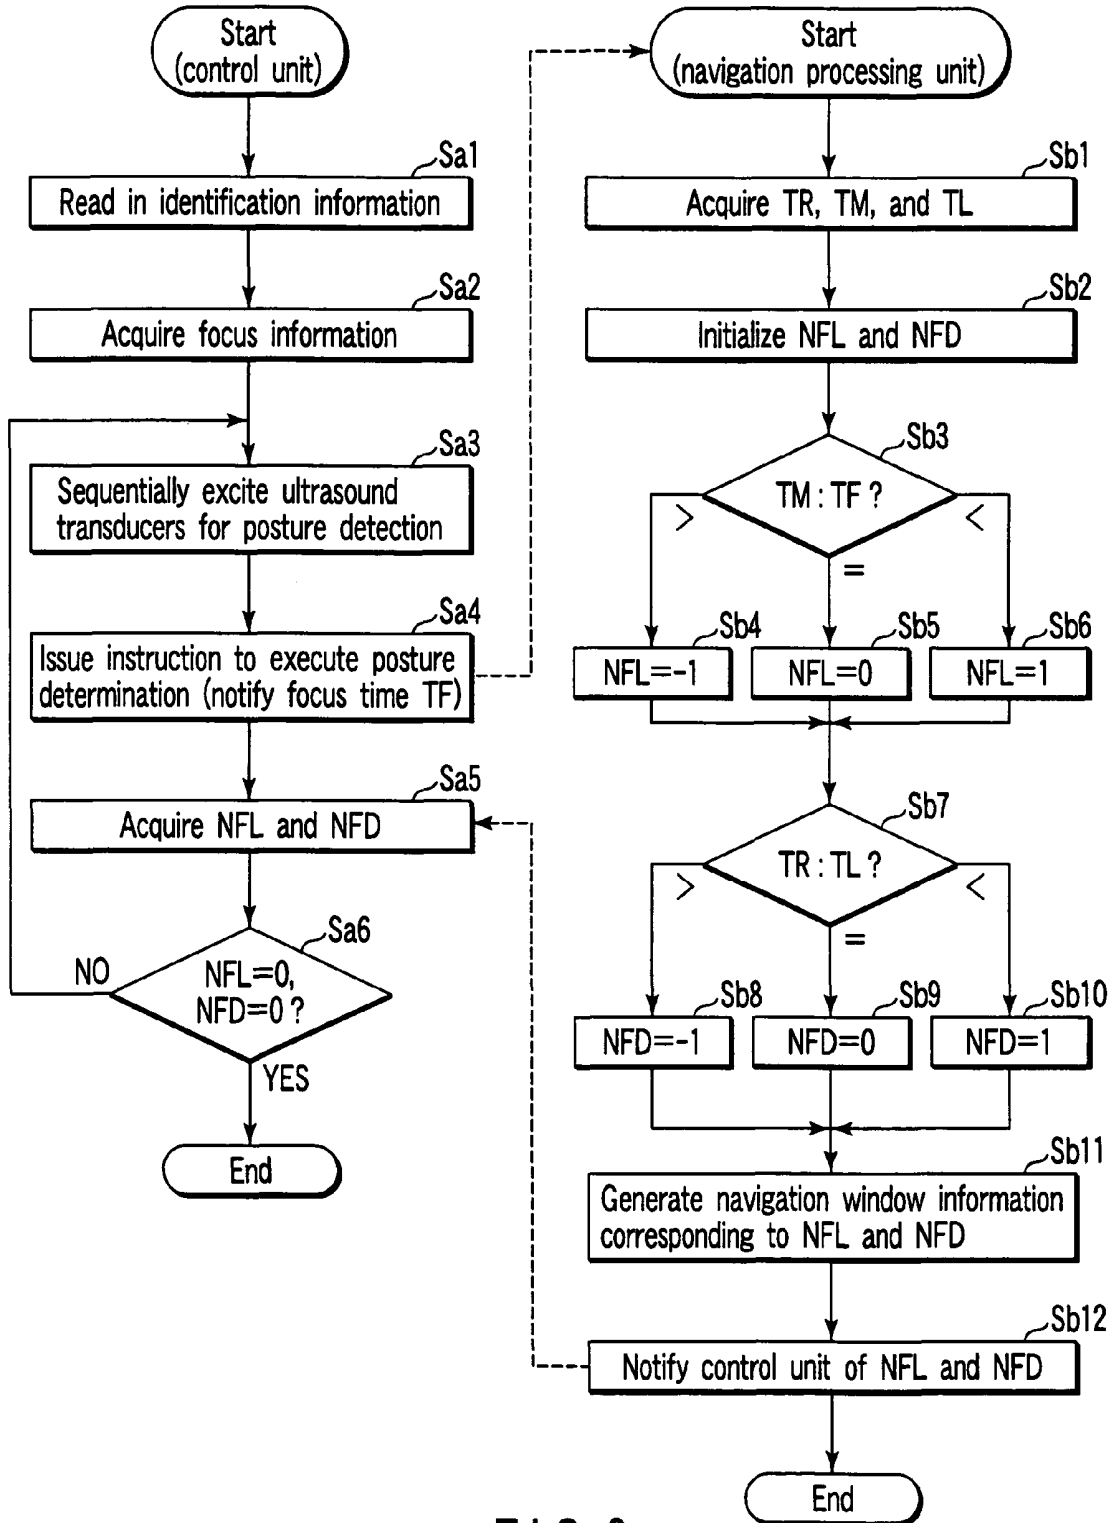 Start
(control unit)
Sa1
Read in identification information
Sa2
Acquire focus information
Sa3
Sequentially excite ultrasound
transducers for posture detection
Sa4
Issue instruction to execute posture
determination (notify focus time TF)
Sa5
Acquire NFL and NFD
Sa6
NO
NFL=0,
NFD=0 ?
YES
End
Start
(navigation processing unit)
Sb1
Acquire TR, TM, and TL
Sb2
Initialize NFL and NFD
Sb3
TM : TF ?
>
<
=
Sb4
Sb5
Sb6
NFL=-1
NFL=0
NFL=1
Sb7
TR : TL ?
>
<
=
Sb8
Sb9
Sb10
NFD=-1
NFD=0
NFD=1
Sb11
Generate navigation window information
corresponding to NFL and NFD
Sb12
Notify control unit of NFL and NFD
End